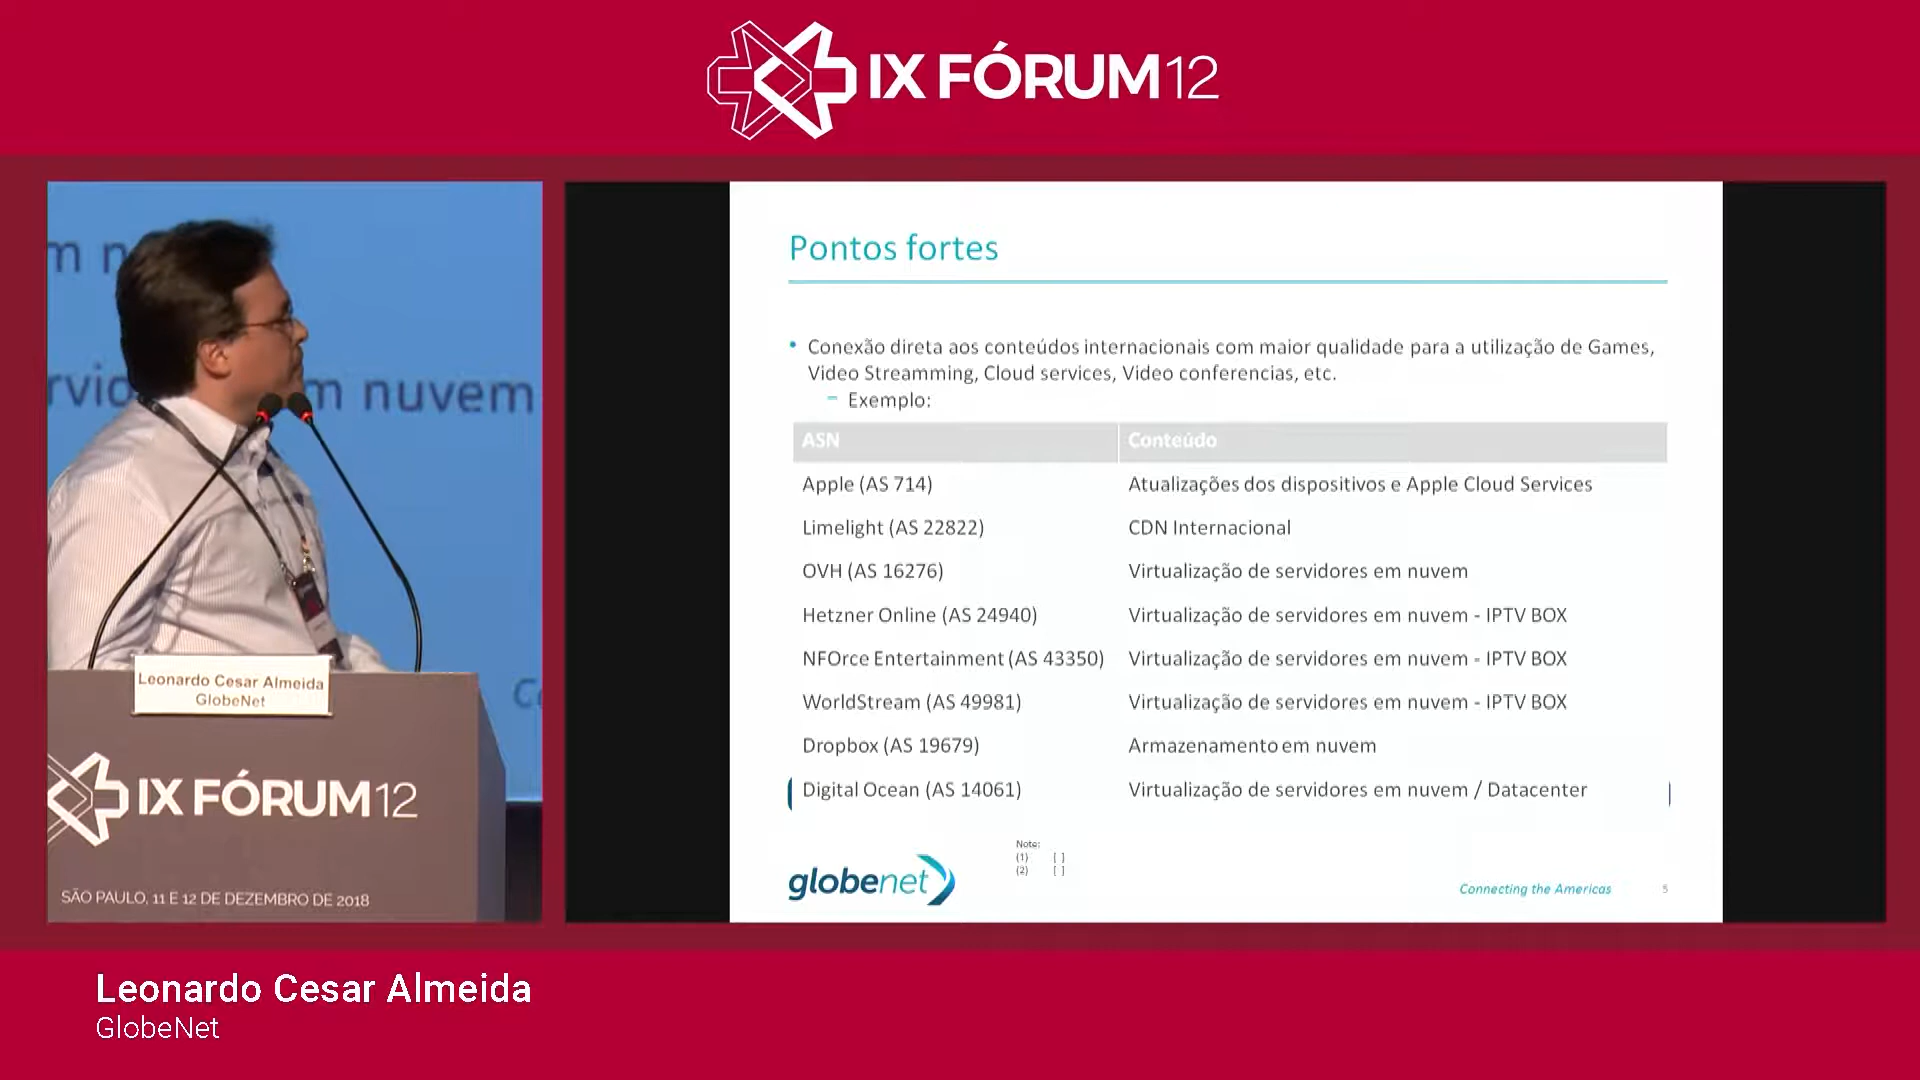 IX FÓRUM 12
m n
rvio m nuvem
Leonardo Cesar Almeida
GlobeNet
IX FÓRUM 12
SÃO PAULO, 11 E 12 DE DEZEMBRO DE 2018
Pontos fortes
• Conexão direta aos conteúdos internacionais com maior qualidade para a utilização de Games,
Video Streamming, Cloud services, Video conferencias, etc.
– Exemplo:
ASN Conteúdo
Apple (AS 714) Atualizações dos dispositivos e Apple Cloud Services
Limelight (AS 22822) CDN Internacional
OVH (AS 16276) Virtualização de servidores em nuvem
Hetzner Online (AS 24940) Virtualização de servidores em nuvem - IPTV BOX
NFOrce Entertainment (AS 43350) Virtualização de servidores em nuvem - IPTV BOX
WorldStream (AS 49981) Virtualização de servidores em nuvem - IPTV BOX
Dropbox (AS 19679) Armazenamento em nuvem
Digital Ocean (AS 14061) Virtualização de servidores em nuvem / Datacenter
Note:
(1) [ ]
(2) [ ]
globenet
Connecting the Americas 5
Leonardo Cesar Almeida
GlobeNet